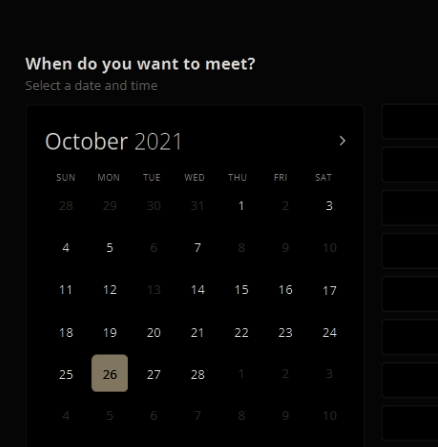 When do you want to meet?
Select a date and time
October 2021
SUN MON TUE WED THU FRI SAT
28 29 30 31 1 2 3
4 5 6 7 8 9 10
11 12 13 14 15 16 17
18 19 20 21 22 23 24
25 26 27 28 1 2 3
4 5 6 7 8 9 10